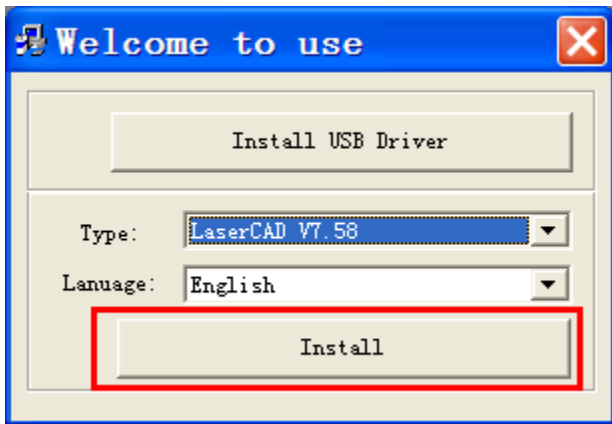 Welcome to use
Install USB Driver
Type: LaserCAD V7.58
Lanuage: English
Install